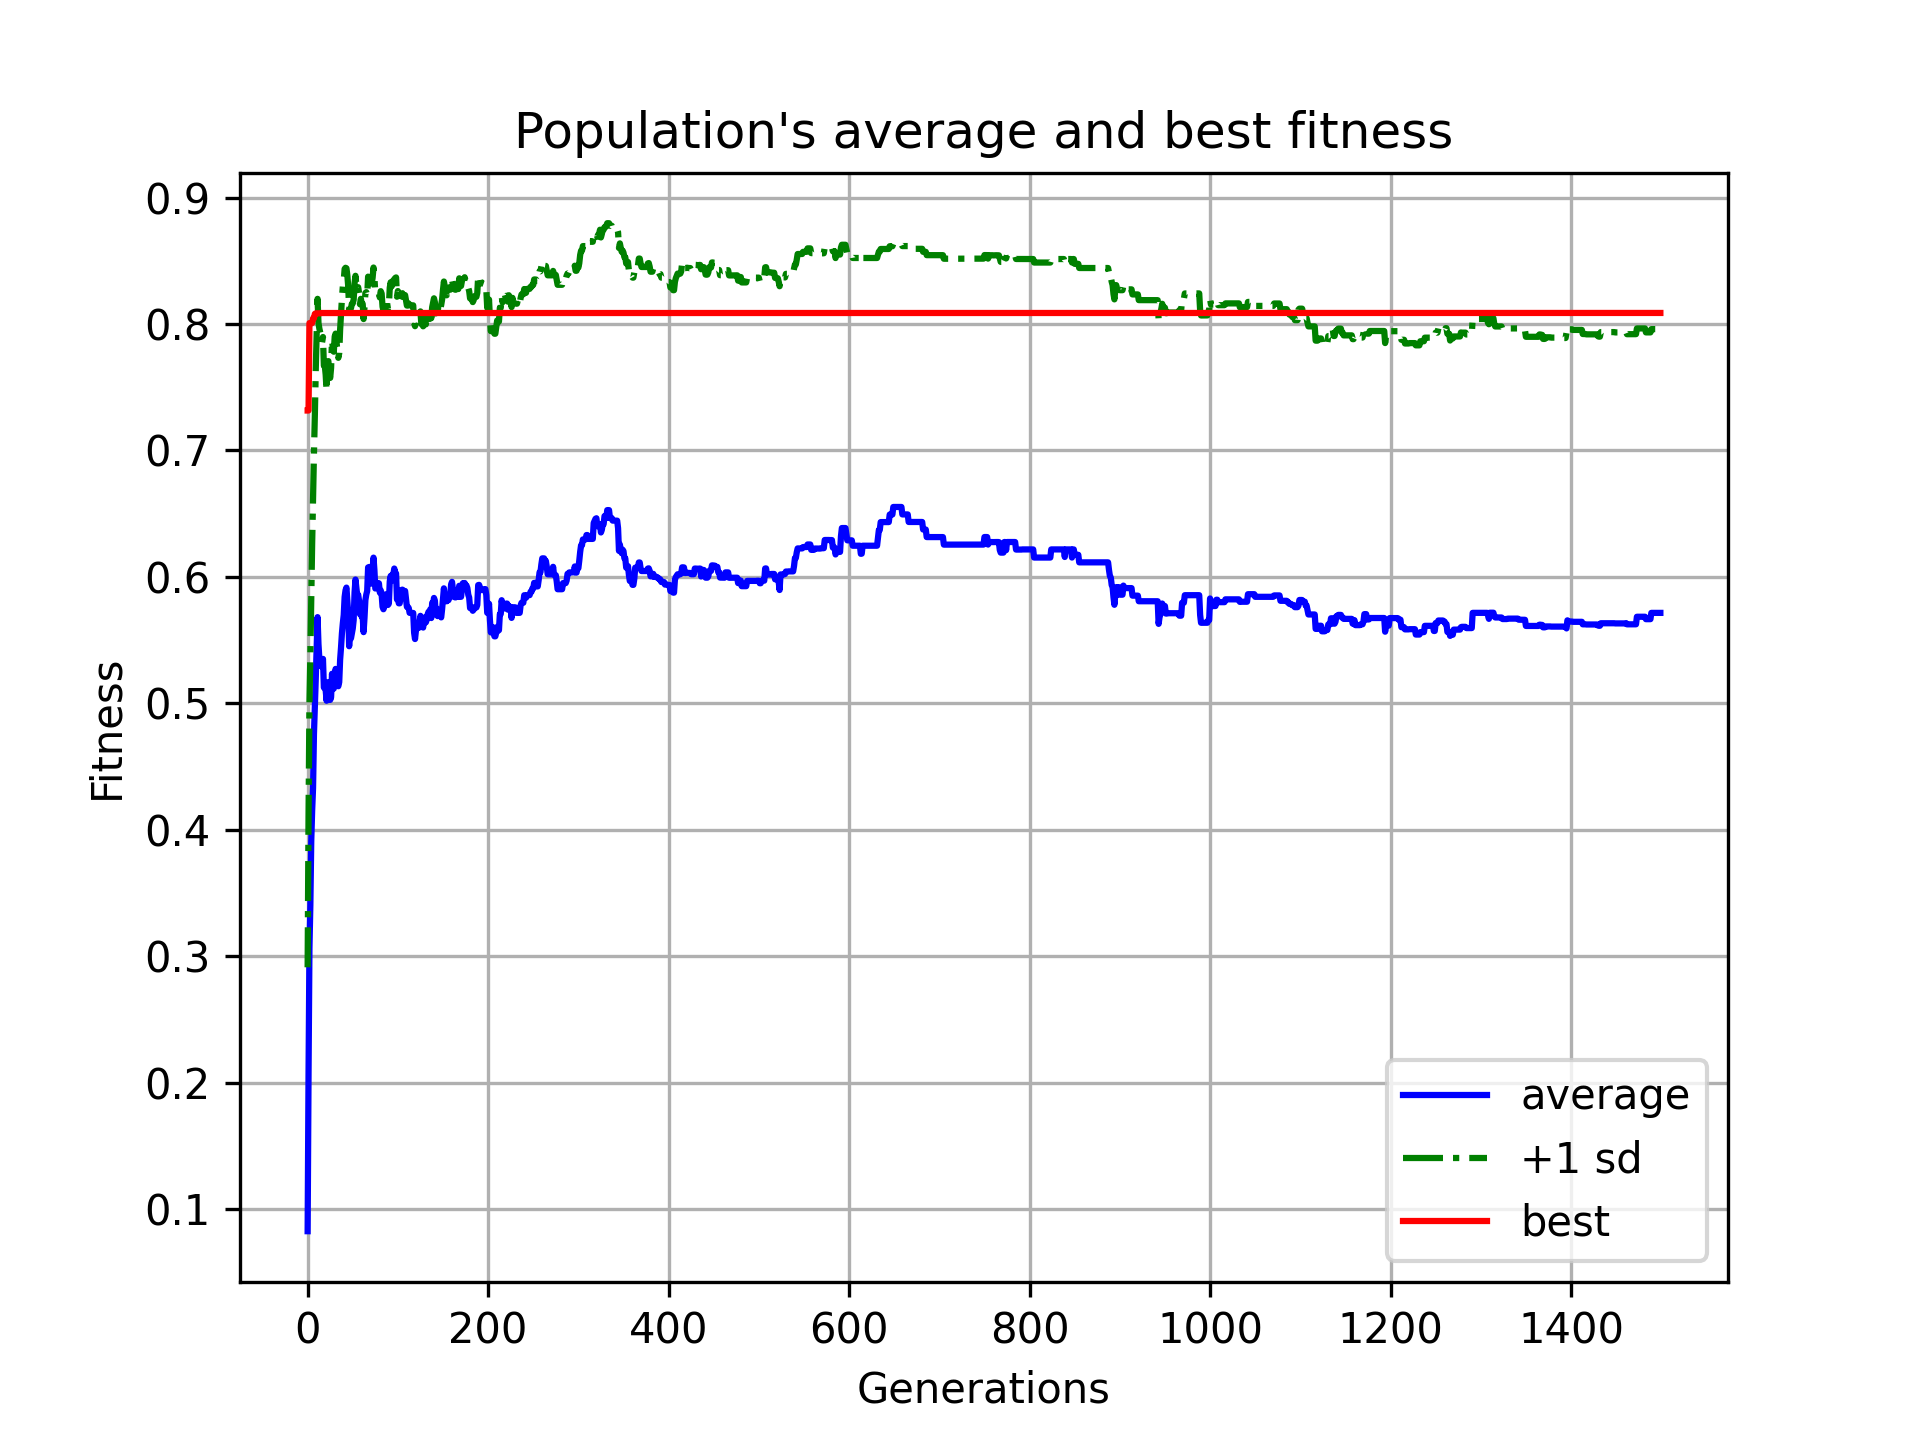 Population's average and best fitness
0.9
0.8
0.7
0.6
0.5
0.4
0.3
0.2
0.1
Fitness
0 200 400 600 800 1000 1200 1400
Generations
average
+1 sd
best